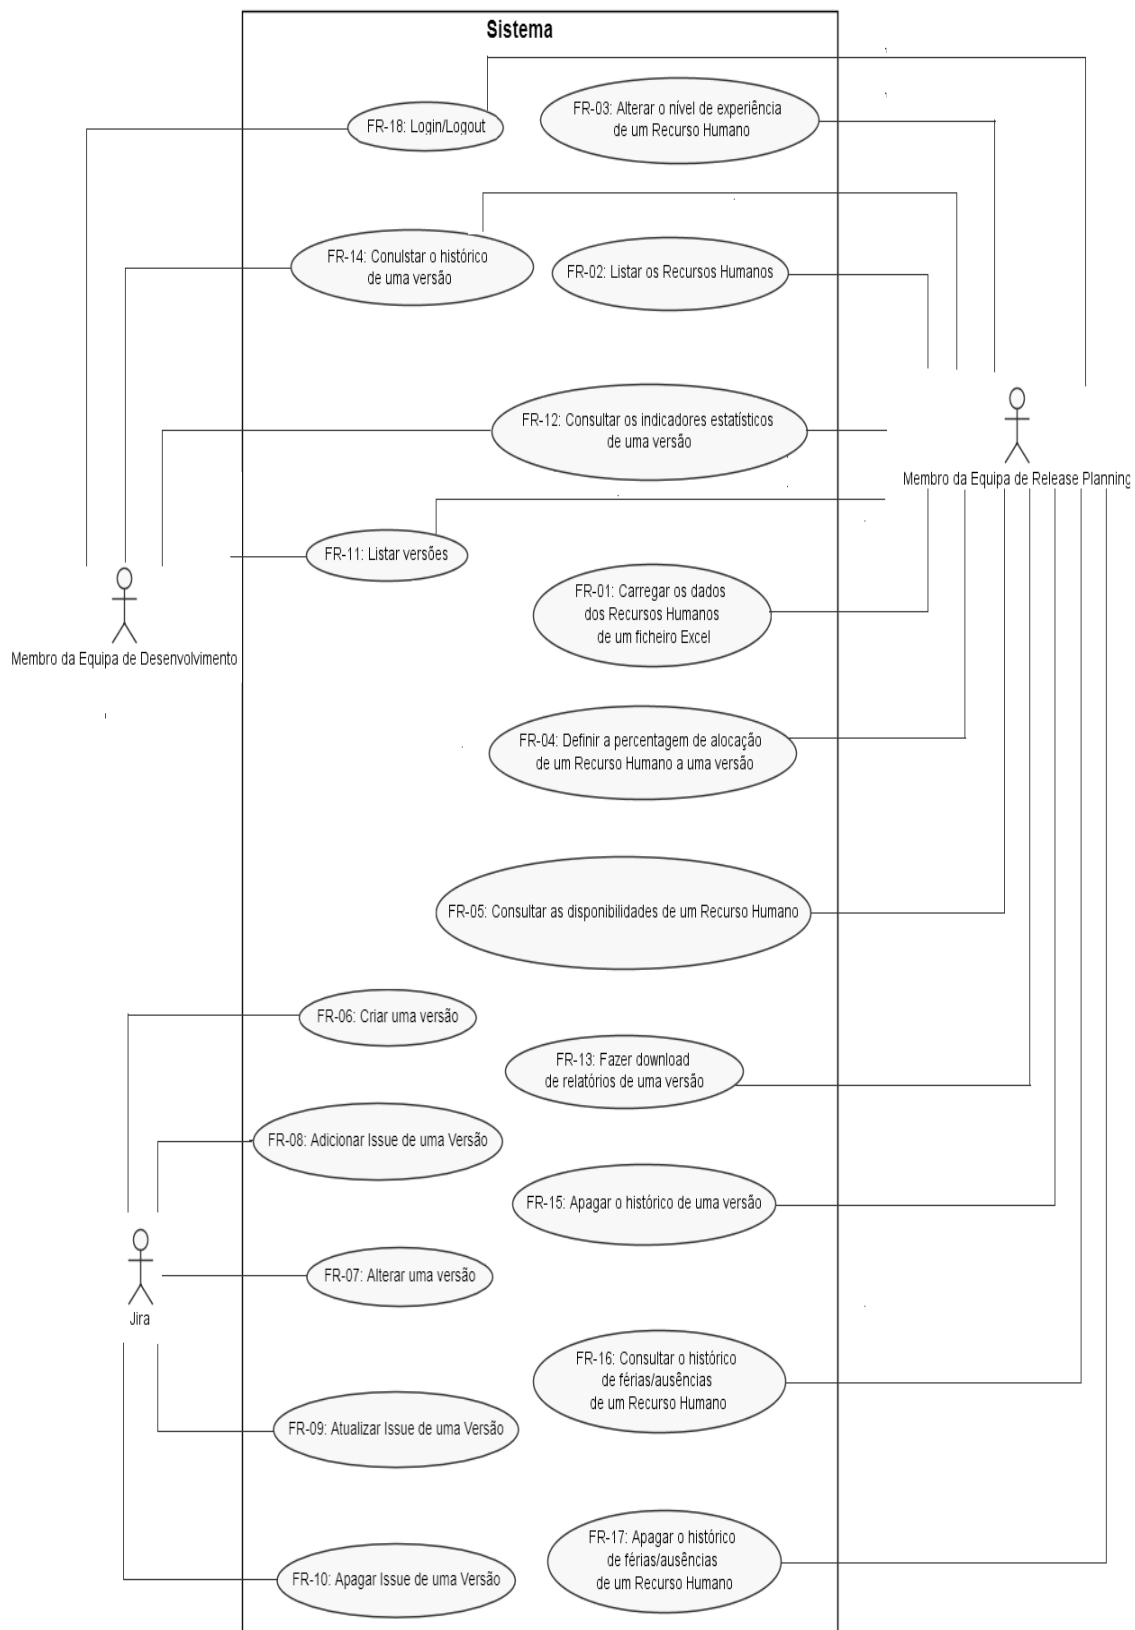 Sistema
FR-18: Login/Logout
FR-03: Alterar o nível de experiência
de um Recurso Humano
FR-14: Conulstar o histórico
de uma versão
FR-02: Listar os Recursos Humanos
FR-12: Consultar os indicadores estatísticos
de uma versão
Membro da Equipa de Release Planning
FR-11: Listar versões
FR-01: Carregar os dados
dos Recursos Humanos
de um ficheiro Excel
Membro da Equipa de Desenvolvimento
FR-04: Definir a percentagem de alocação
de um Recurso Humano a uma versão
FR-05: Consultar as disponibilidades de um Recurso Humano
FR-06: Criar uma versão
FR-13: Fazer download
de relatórios de uma versão
FR-08: Adicionar Issue de uma Versão
FR-15: Apagar o histórico de uma versão
FR-07: Alterar uma versão
Jira
FR-16: Consultar o histórico
de férias/ausências
de um Recurso Humano
FR-09: Atualizar Issue de uma Versão
FR-17: Apagar o histórico
de férias/ausências
de um Recurso Humano
FR-10: Apagar Issue de uma Versão